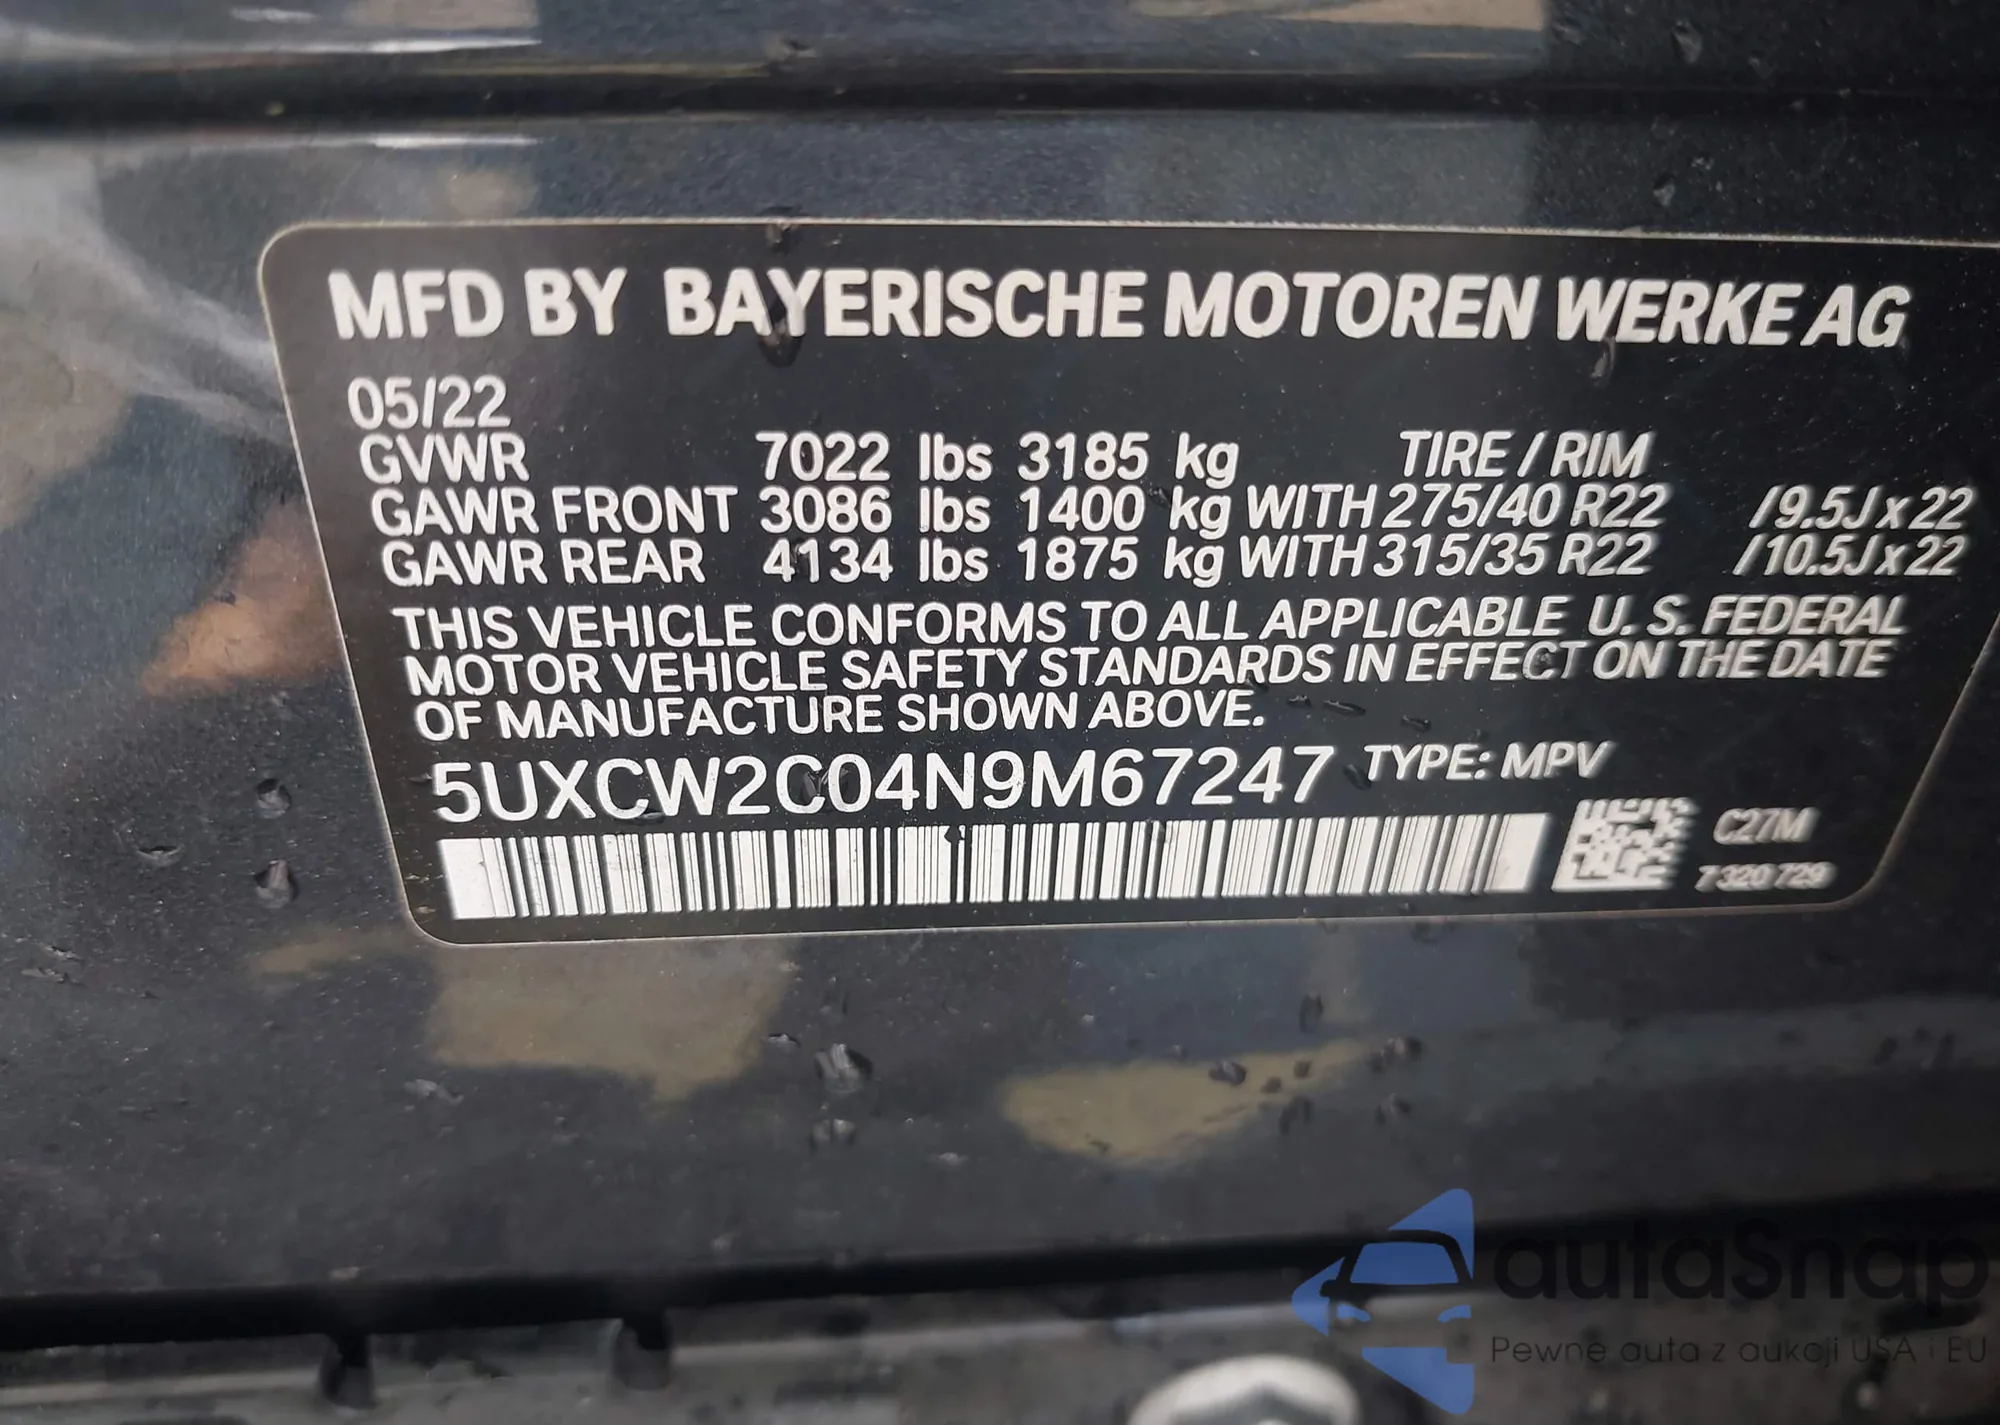 MFD BY BAYERISCHE MOTOREN WERKE AG
05/22
GVWR 7022 lbs 3185 kg TIRE / RIM
GAWR FRONT 3086 lbs 1400 kg WITH 275/40 R22 /9.5J x 22
GAWR REAR 4134 lbs 1875 kg WITH 315/35 R22 /10.5J x 22
THIS VEHICLE CONFORMS TO ALL APPLICABLE U. S. FEDERAL
MOTOR VEHICLE SAFETY STANDARDS IN EFFECT ON THE DATE
OF MANUFACTURE SHOWN ABOVE.
5UXCW2C04N9M67247 TYPE: MPV
C27M
7 320 729
autaSnap
Pewne auta z aukcji USA i EU